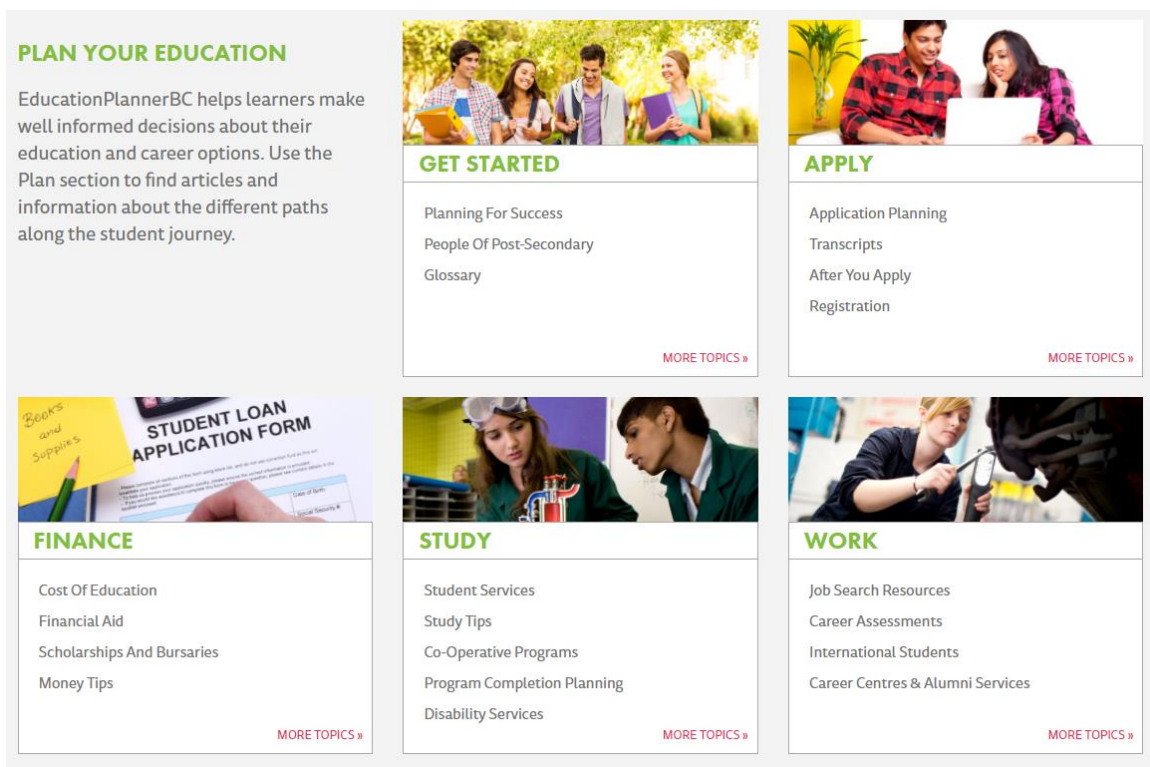 PLAN YOUR EDUCATION
EducationPlannerBC helps learners make
well informed decisions about their
education and career options. Use the
Plan section to find articles and
information about the different paths
along the student journey.
GET STARTED
Planning For Success
People Of Post-Secondary
Glossary
MORE TOPICS »
APPLY
Application Planning
Transcripts
After You Apply
Registration
MORE TOPICS »
Books
and
Supplies
STUDENT LOAN
APPLICATION FORM
Date of Birth:
Social Security #
FINANCE
Cost Of Education
Financial Aid
Scholarships And Bursaries
Money Tips
MORE TOPICS »
STUDY
Student Services
Study Tips
Co-Operative Programs
Program Completion Planning
Disability Services
MORE TOPICS »
WORK
Job Search Resources
Career Assessments
International Students
Career Centres & Alumni Services
MORE TOPICS »